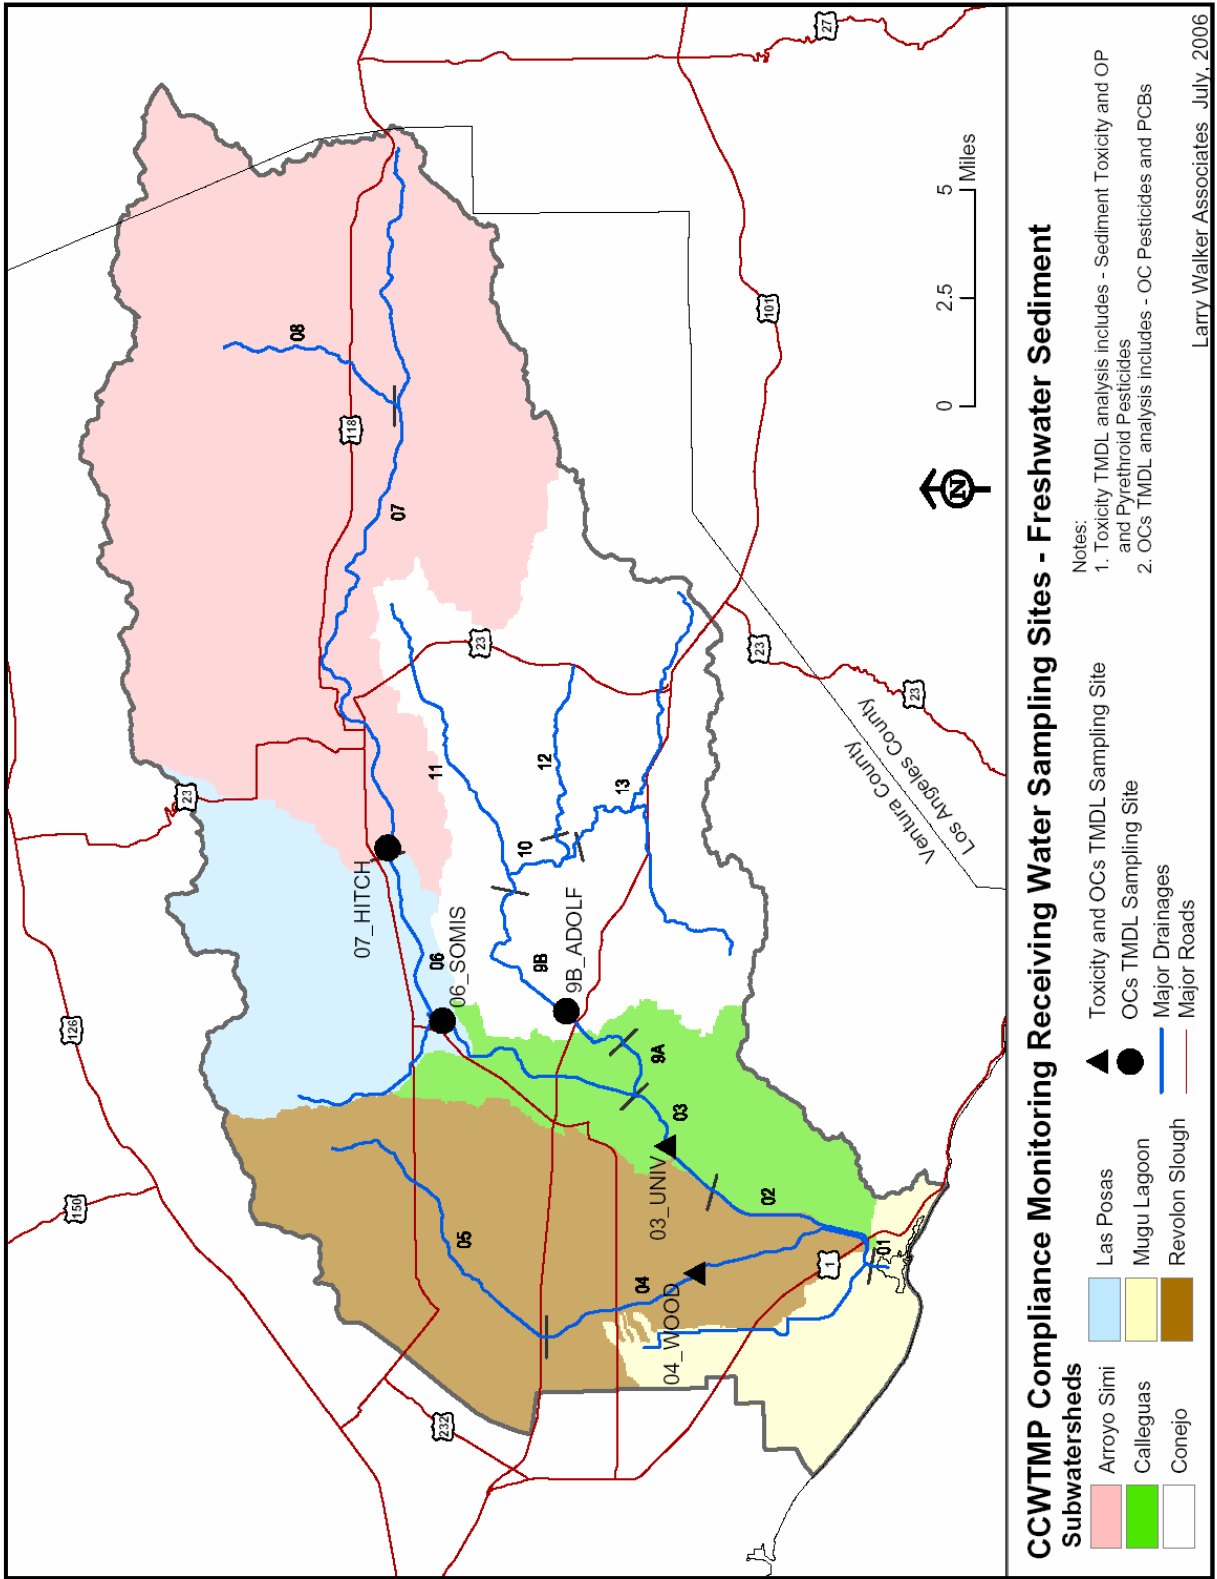 118
23
23
23
23
27
101
126
150
232
1
08
07
11
12
13
10
9B
06
9A
03
02
05
04
01
07_HITCH
06_SOMIS
9B_ADOLF
03_UNIV
04_WOOD
Ventura County
Los Angeles County
N
0 2.5 5 Miles
CCWTMP Compliance Monitoring Receiving Water Sampling Sites - Freshwater Sediment
Subwatersheds
Arroyo Simi
Calleguas
Conejo
Las Posas
Mugu Lagoon
Revolon Slough
Toxicity and OCs TMDL Sampling Site
OCs TMDL Sampling Site
Major Drainages
Major Roads
Notes:
1. Toxicity TMDL analysis includes - Sediment Toxicity and OP
and Pyrethroid Pesticides
2. OCs TMDL analysis includes - OC Pesticides and PCBs
Larry Walker Associates July, 2006